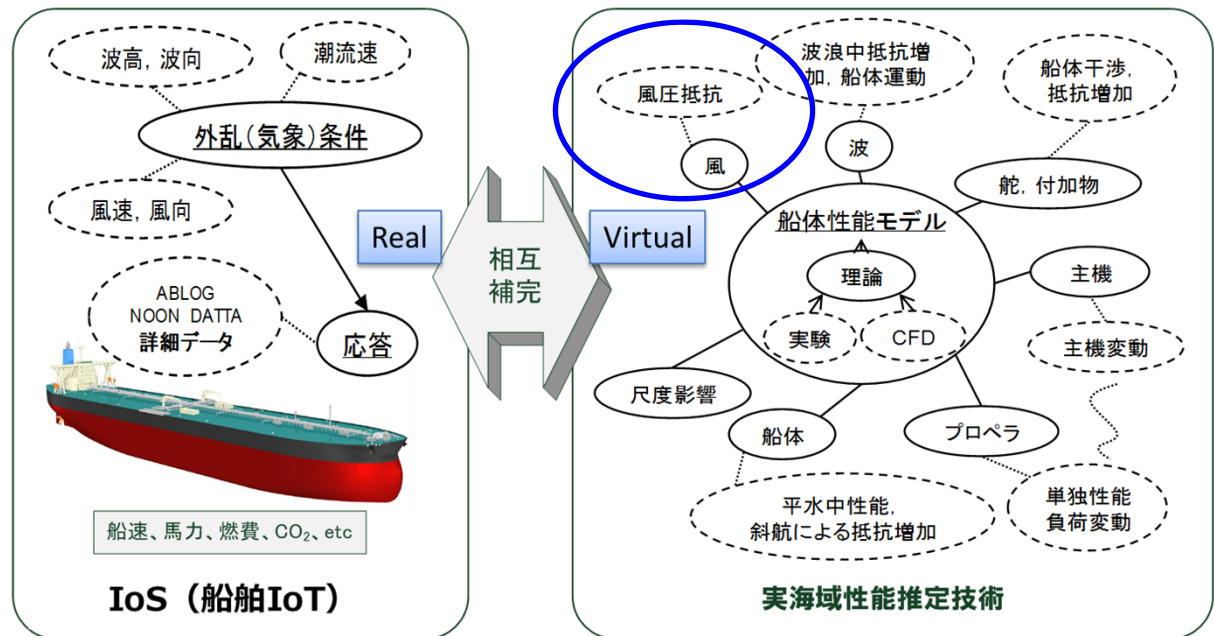 波高, 波向
潮流速
外乱(気象)条件
風速, 風向
Real
ABLOG
NOON DATTA
詳細データ
応答
船速、馬力、燃費、CO₂、etc
IoS（船舶IoT）
相互
補完
風圧抵抗
波浪中抵抗増
加, 船体運動
船体干渉,
抵抗増加
風
波
舵, 付加物
Virtual
船体性能モデル
理論
実験
CFD
主機
主機変動
尺度影響
船体
プロペラ
平水中性能,
斜航による抵抗増加
単独性能
負荷変動
実海域性能推定技術